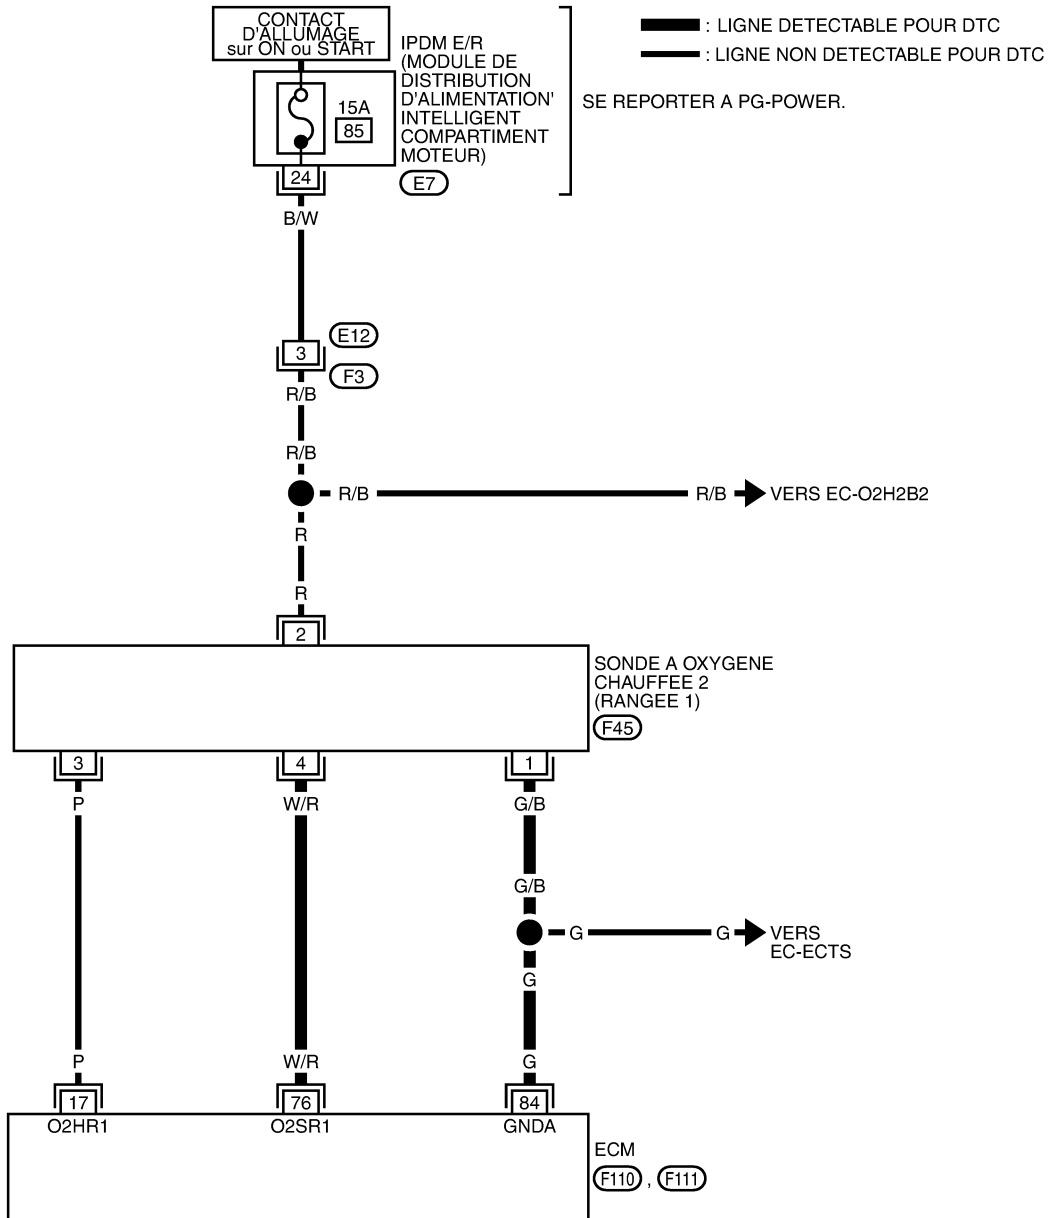 CONTACT
D'ALLUMAGE
sur ON ou START
: LIGNE DETECTABLE POUR DTC
: LIGNE NON DETECTABLE POUR DTC
IPDM E/R
(MODULE DE
DISTRIBUTION
D'ALIMENTATION'
INTELLIGENT
COMPARTIMENT
MOTEUR)
E7
SE REPORTER A PG-POWER.
15A
85
24
B/W
E12
3
F3
R/B
R/B
R/B
R/B
VERS EC-O2H2B2
R
R
2
SONDE A OXYGENE
CHAUFFEE 2
(RANGEE 1)
F45
3
4
1
P
W/R
G/B
G/B
G
G
VERS
EC-ECTS
G
P
W/R
G
17
76
84
O2HR1
O2SR1
GNDA
ECM
F110 , F111